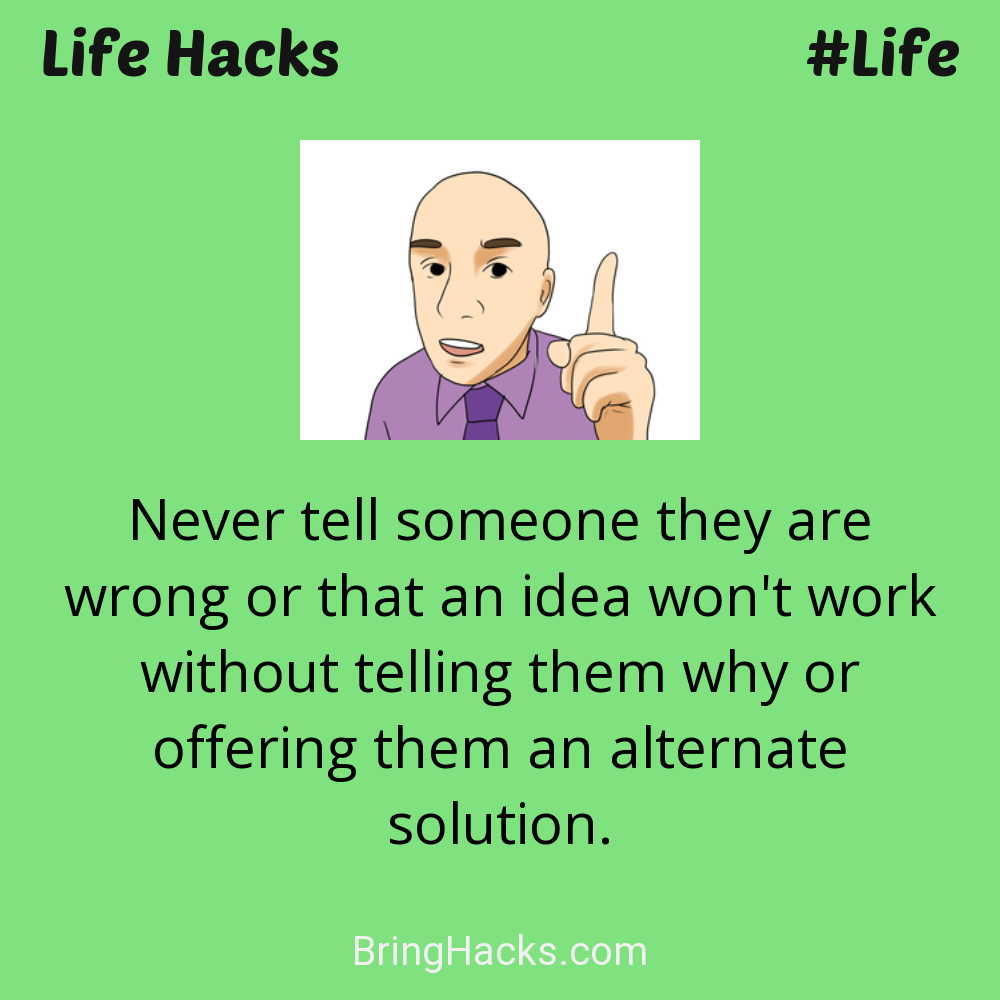 Life Hacks
#Life
Never tell someone they are
wrong or that an idea won't work
without telling them why or
offering them an alternate
solution.
BringHacks.com